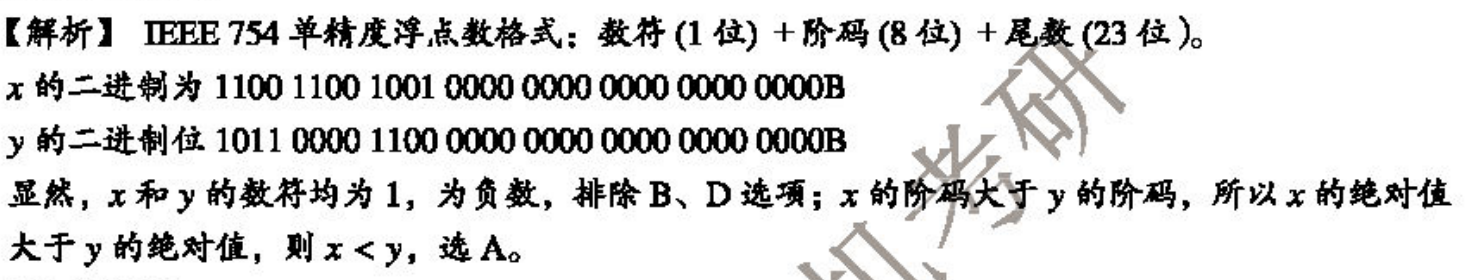 【解析】 IEEE 754 单精度浮点数格式：数符 (1 位) +阶码 (8 位) +尾数 (23 位)。
x 的二进制为 1100 1100 1001 0000 0000 0000 0000 0000B
y 的二进制位 1011 0000 1100 0000 0000 0000 0000 0000B
显然，x 和 y 的数符均为 1，为负数，排除 B、D 选项；x 的阶码大于 y 的阶码，所以 x 的绝对值
大于 y 的绝对值，则 x < y，选 A。
机考研